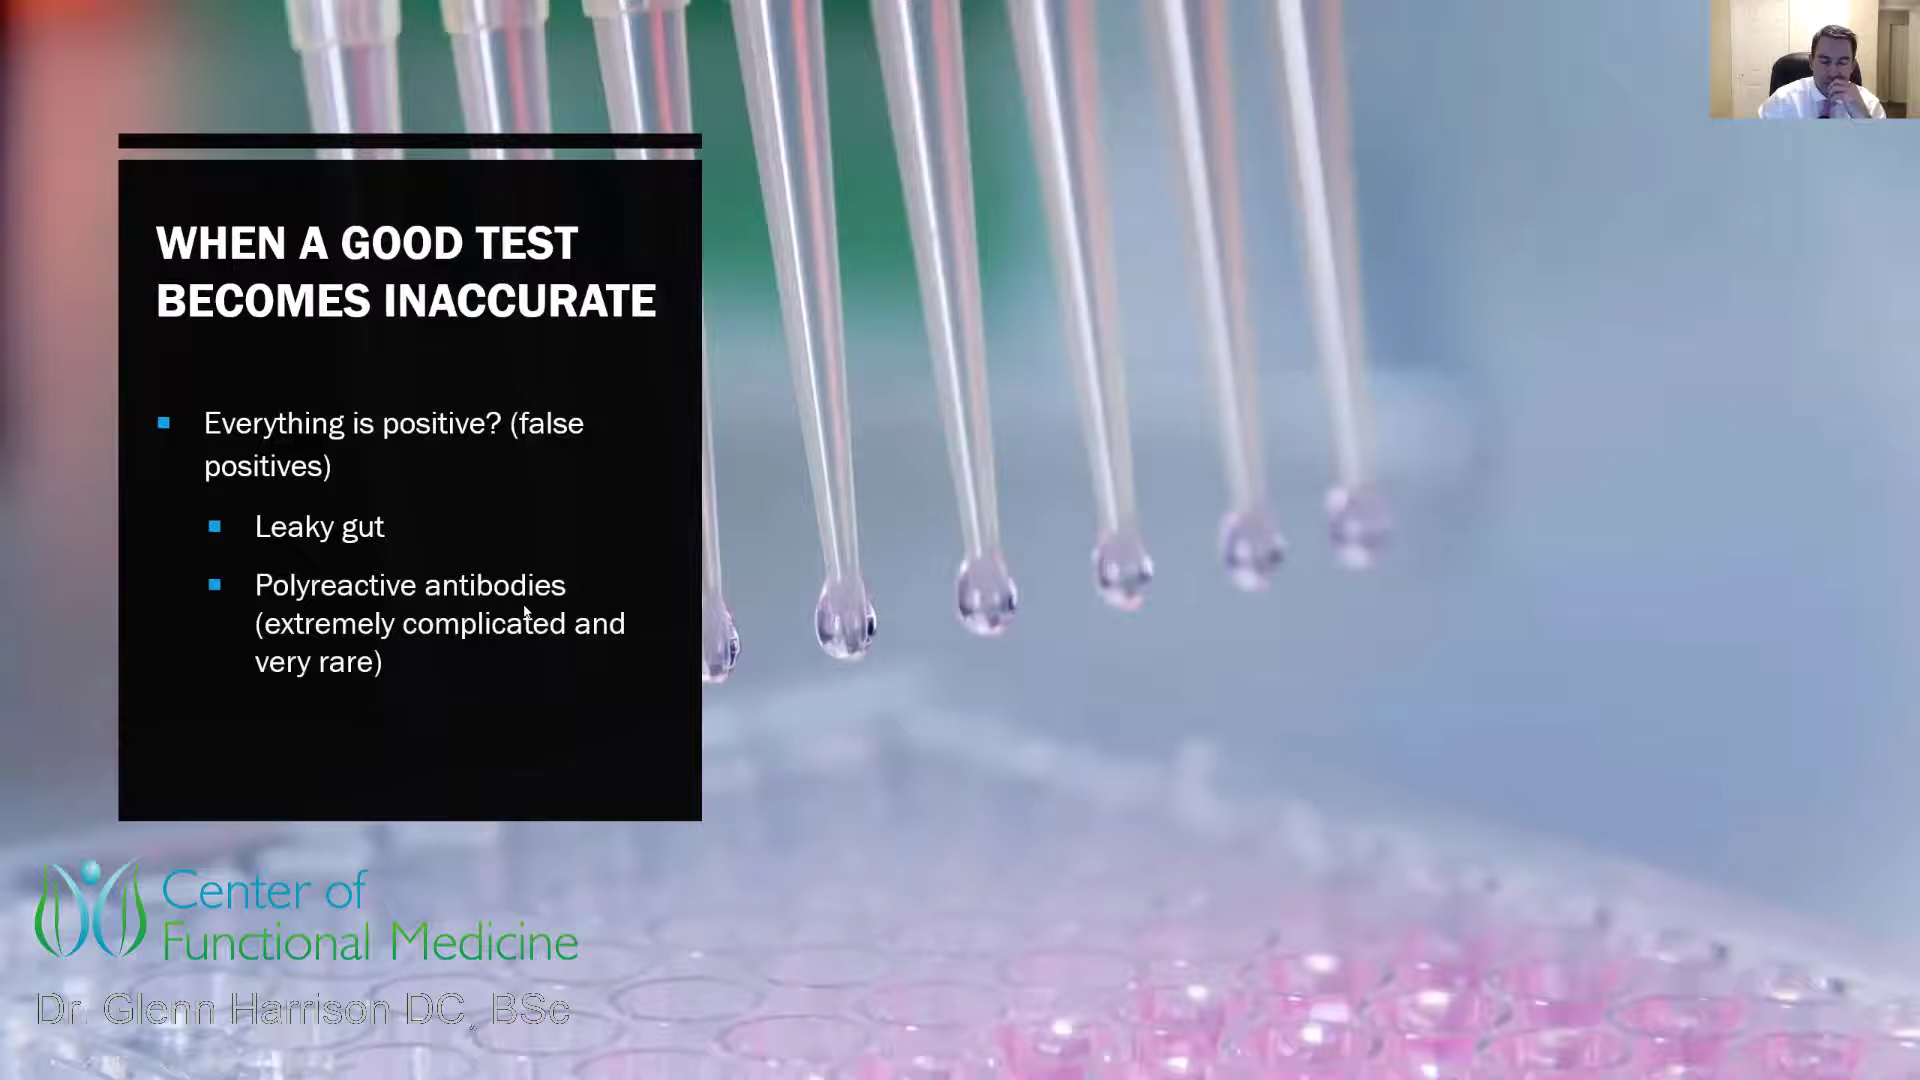 WHEN A GOOD TEST
BECOMES INACCURATE
Everything is positive? (false
positives)
Leaky gut
Polyreactive antibodies
(extremely complicated and
very rare)
Center of
Functional Medicine
Dr. Glenn Harrison DC, BSc